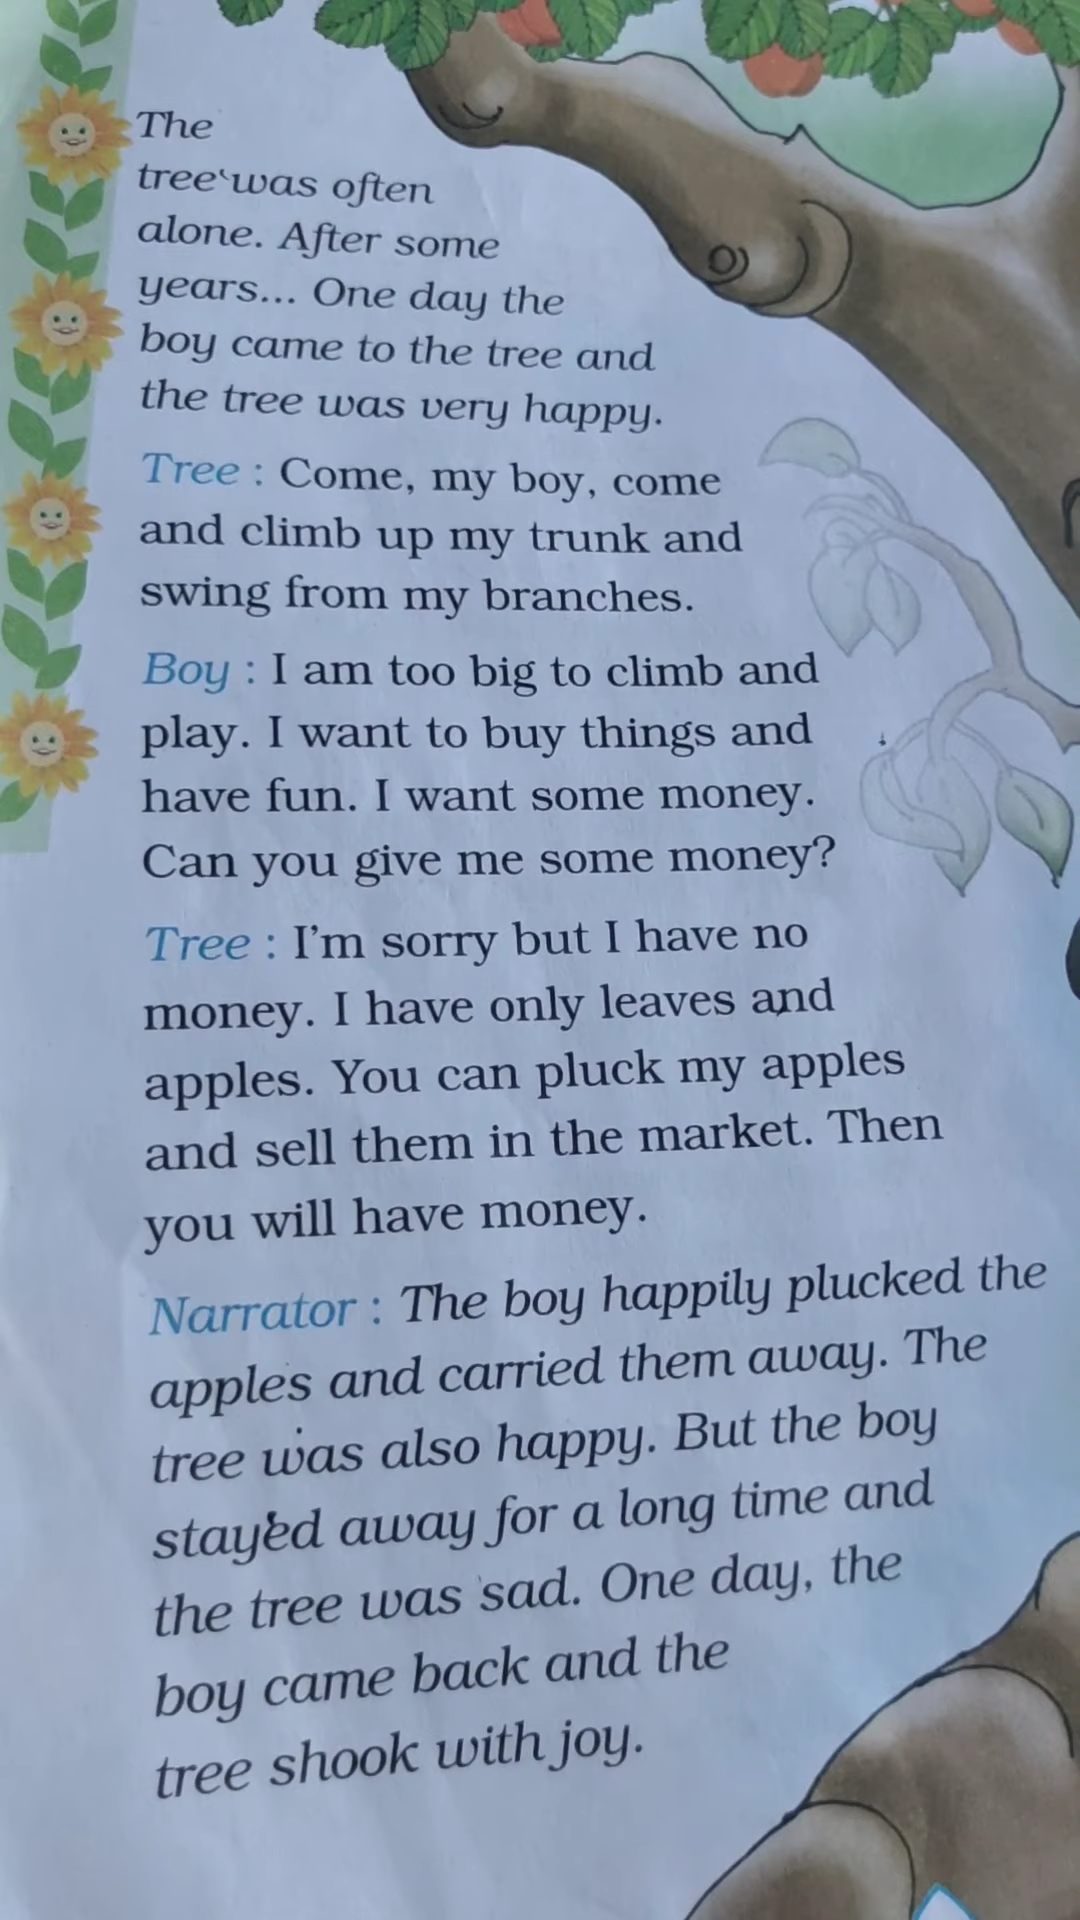 The
tree was often
alone. After some
years... One day the
boy came to the tree and
the tree was very happy.
Tree : Come, my boy, come
and climb up my trunk and
swing from my branches.
Boy : I am too big to climb and
play. I want to buy things and
have fun. I want some money.
Can you give me some money?
Tree : I'm sorry but I have no
money. I have only leaves and
apples. You can pluck my apples
and sell them in the market. Then
you will have money.
Narrator : The boy happily plucked the
apples and carried them away. The
tree was also happy. But the boy
stayed away for a long time and
the tree was sad. One day, the
boy came back and the
tree shook with joy.